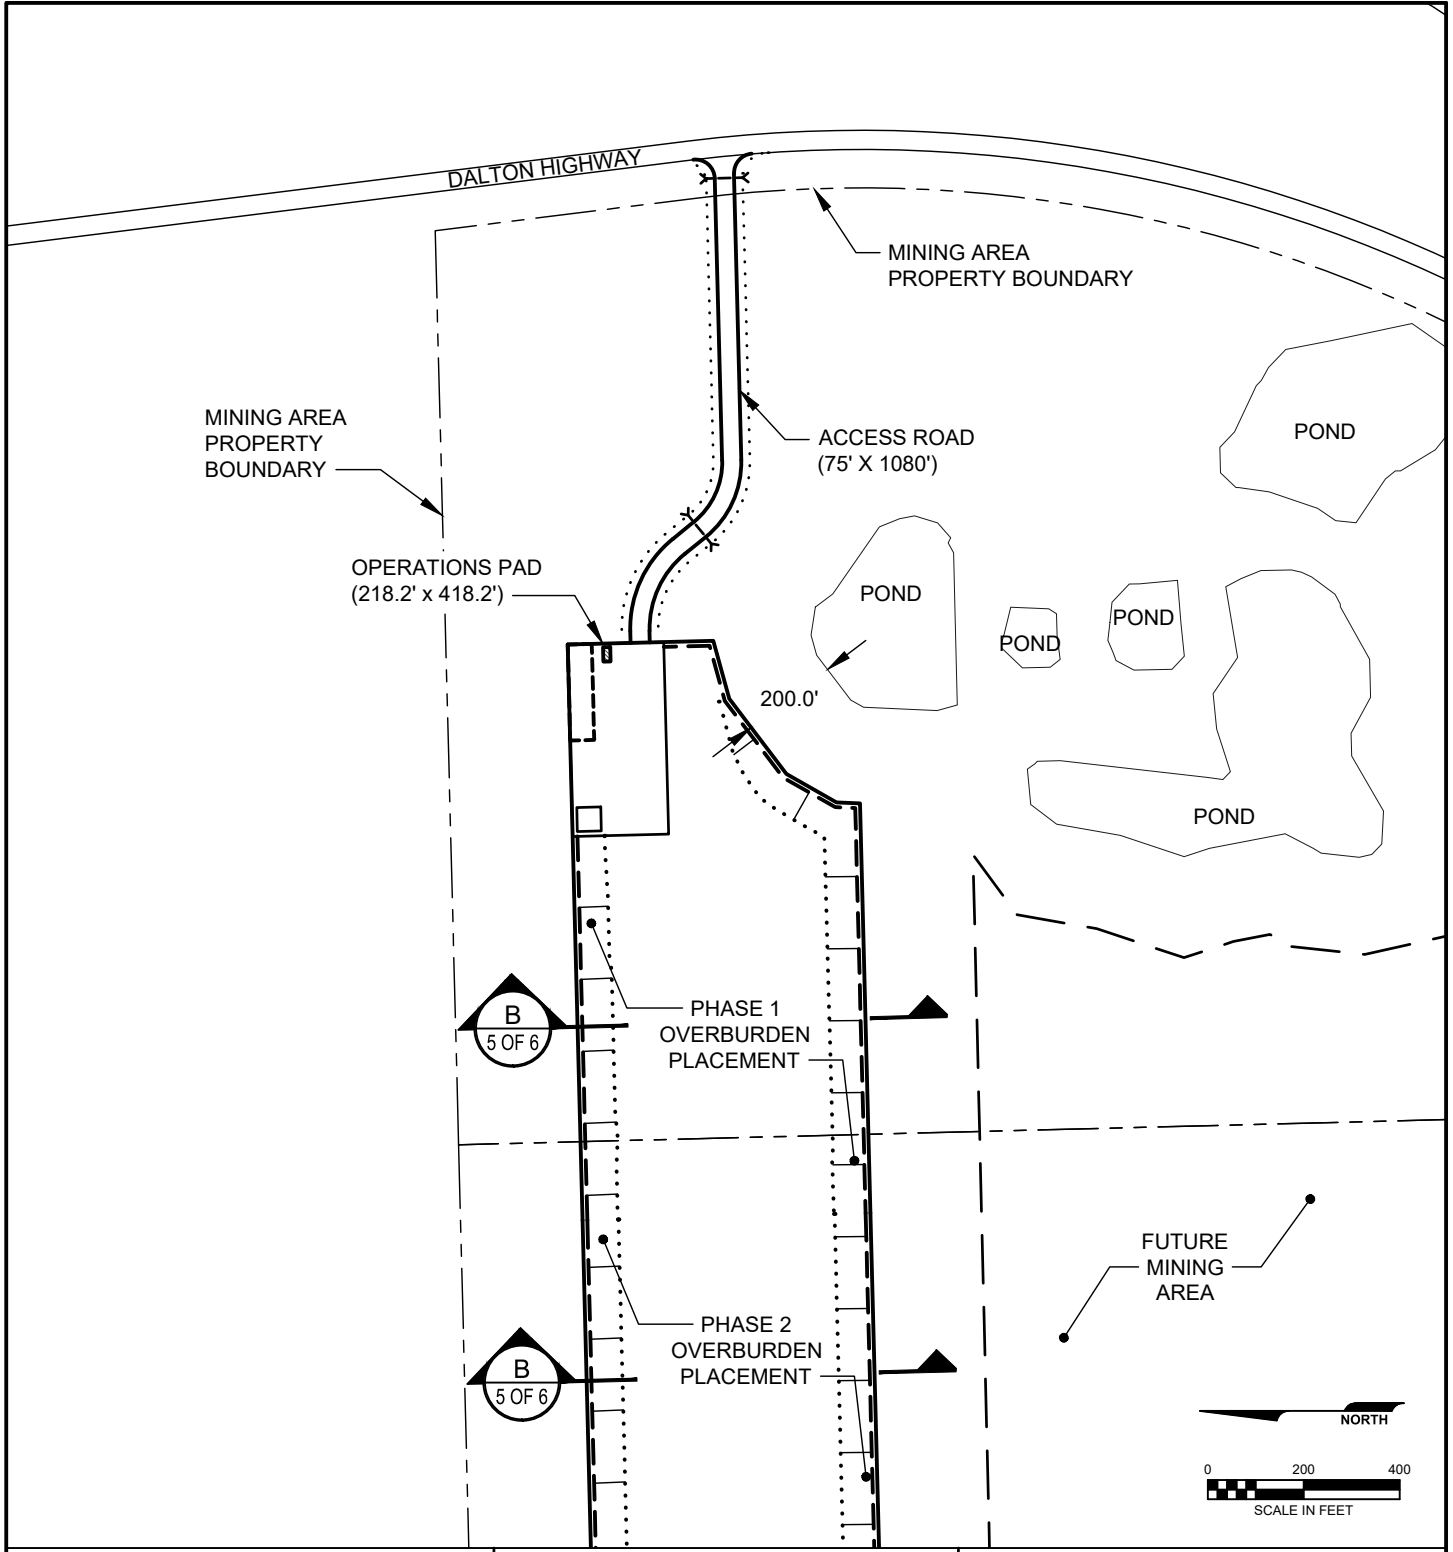 DALTON HIGHWAY
MINING AREA
PROPERTY BOUNDARY
MINING AREA
PROPERTY
BOUNDARY
ACCESS ROAD
(75' X 1080')
POND
OPERATIONS PAD
(218.2' x 418.2')
POND
POND
POND
200.0'
POND
PHASE 1
OVERBURDEN
PLACEMENT
B
5 OF 6
FUTURE
MINING
AREA
PHASE 2
OVERBURDEN
PLACEMENT
B
5 OF 6
NORTH
0 200 400
SCALE IN FEET